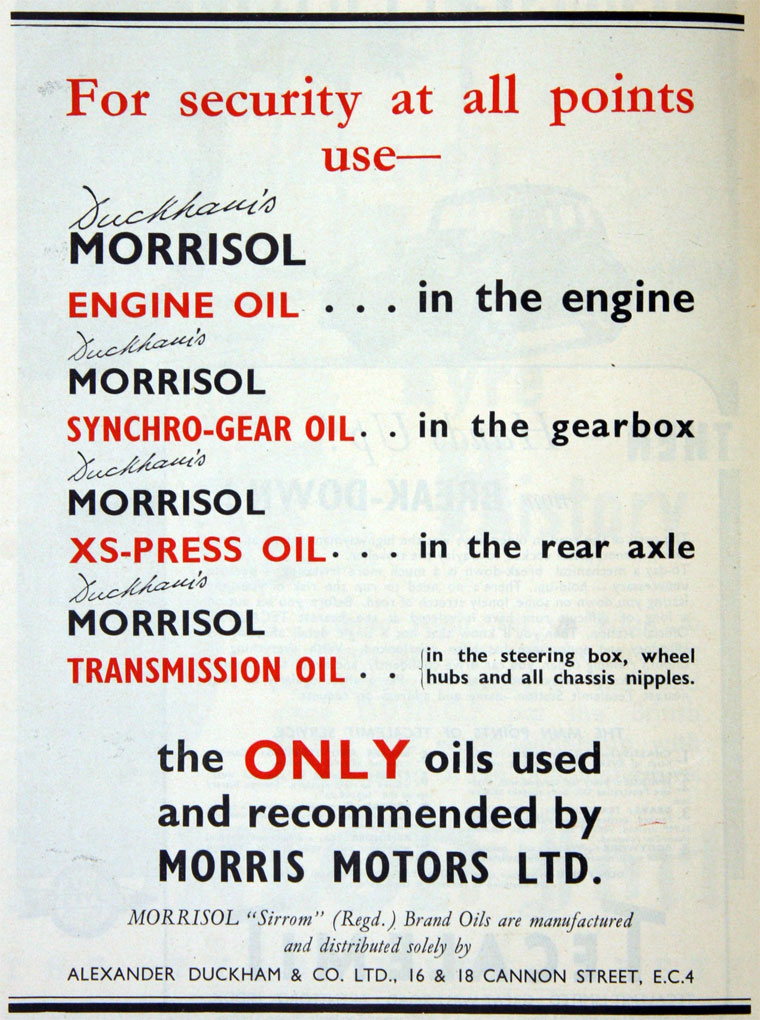 For security at all points
use—
Duckham's
MORRISOL
ENGINE OIL . . . in the engine
Duckham's
MORRISOL
SYNCHRO-GEAR OIL . . in the gearbox
Duckham's
MORRISOL
XS-PRESS OIL . . . in the rear axle
Duckham's
MORRISOL
TRANSMISSION OIL . . { in the steering box, wheel
hubs and all chassis nipples.
the ONLY oils used
and recommended by
MORRIS MOTORS LTD.
MORRISOL "Sirrom" (Regd.) Brand Oils are manufactured
and distributed solely by
ALEXANDER DUCKHAM & CO. LTD., 16 & 18 CANNON STREET, E.C.4